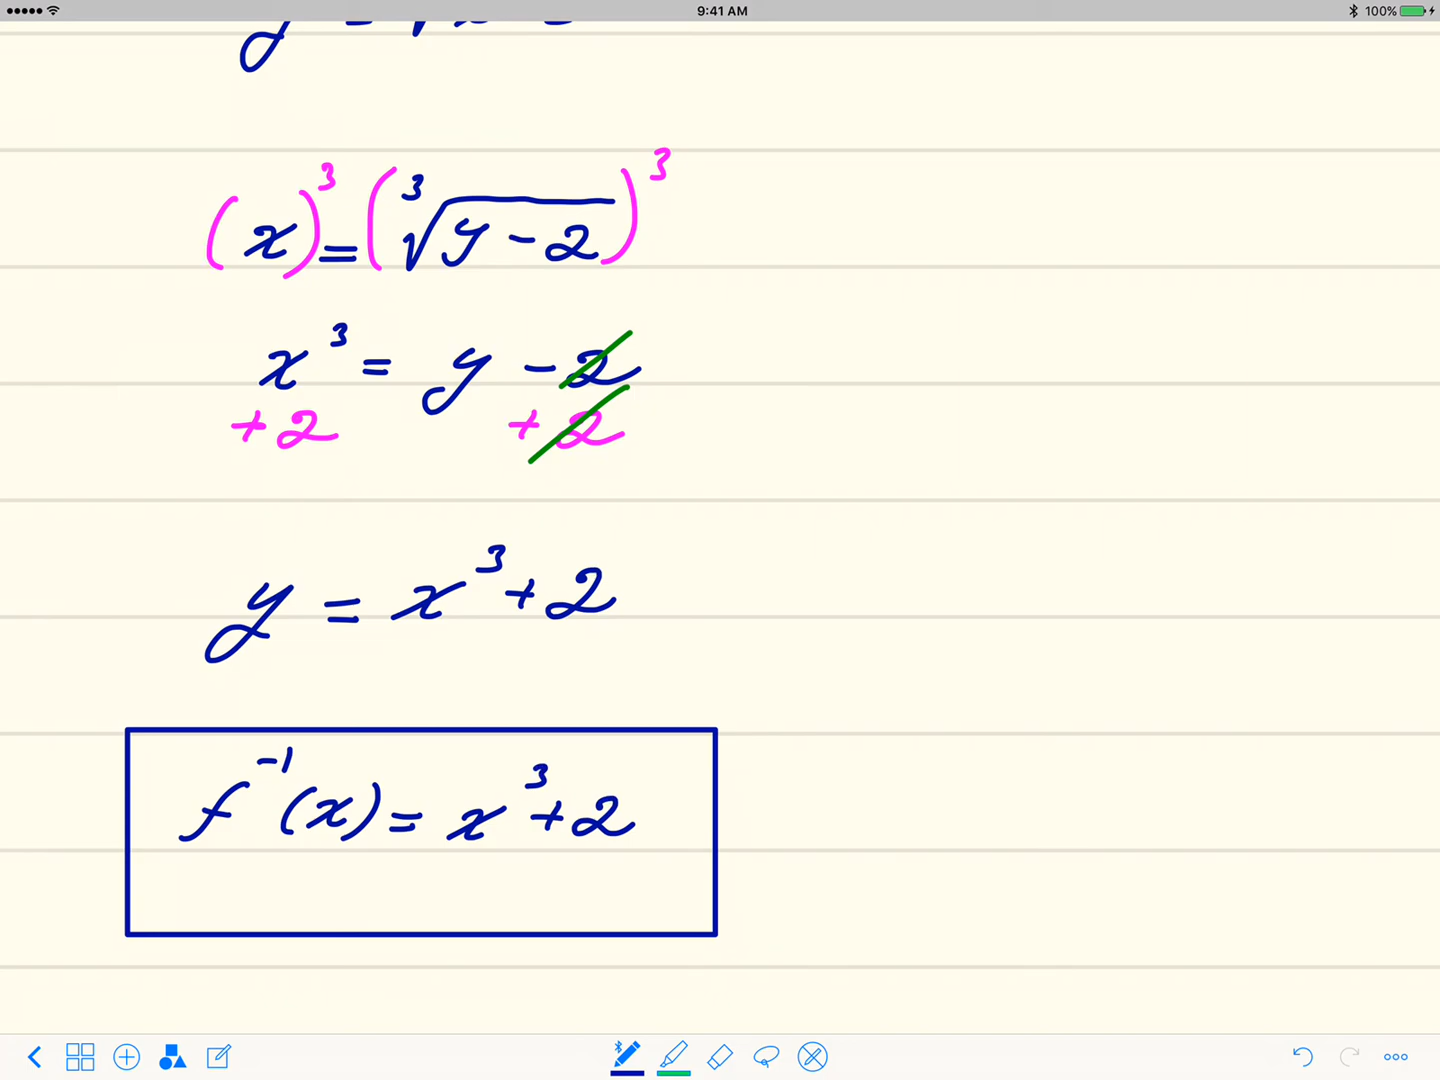 9:41 AM
100%
(x)³ = (∛(y - 2))³
x³ = y - 2
+ 2 + 2
y = x³ + 2
f⁻¹(x) = x³ + 2